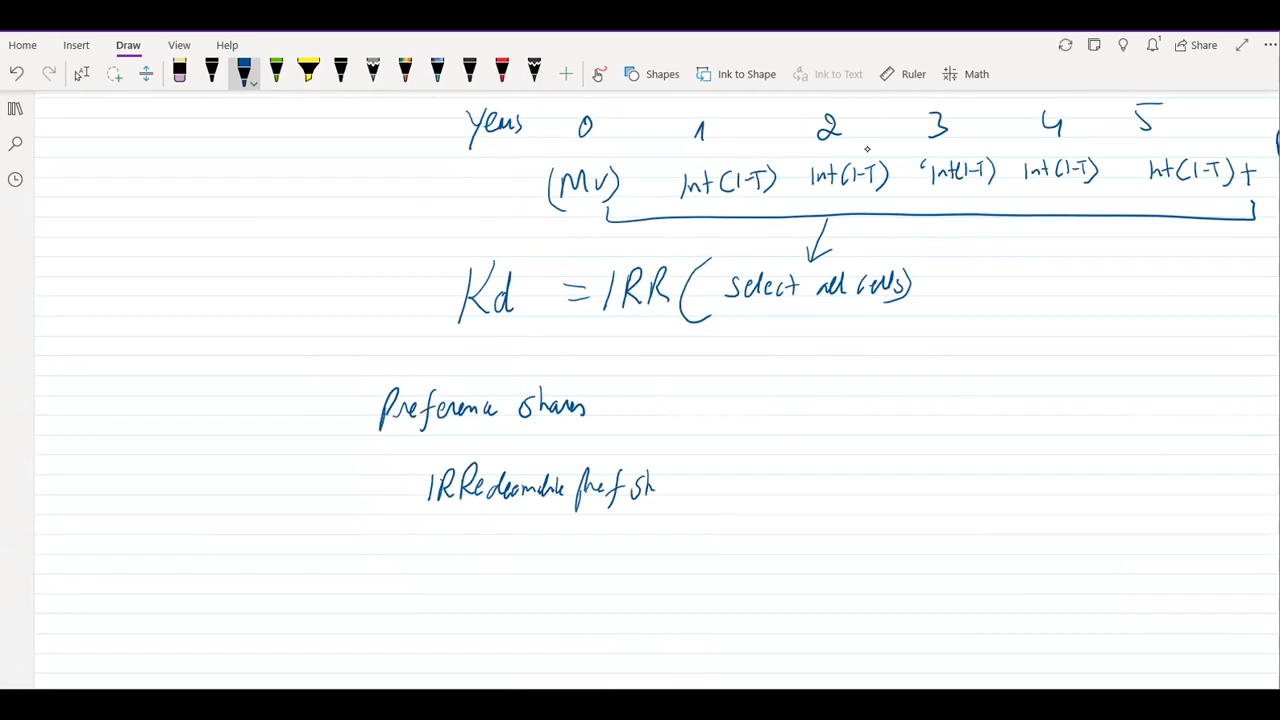 Home Insert Draw View Help Share
Shapes Ink to Shape Ink to Text Ruler Math
Years 0 1 2 3 4 5
(MV) Int(1-T) Int(1-T) Int(1-T) Int(1-T) Int(1-T) +
Kd = IRR (select all cells)
Preference shares
IRRedeemable pref sh